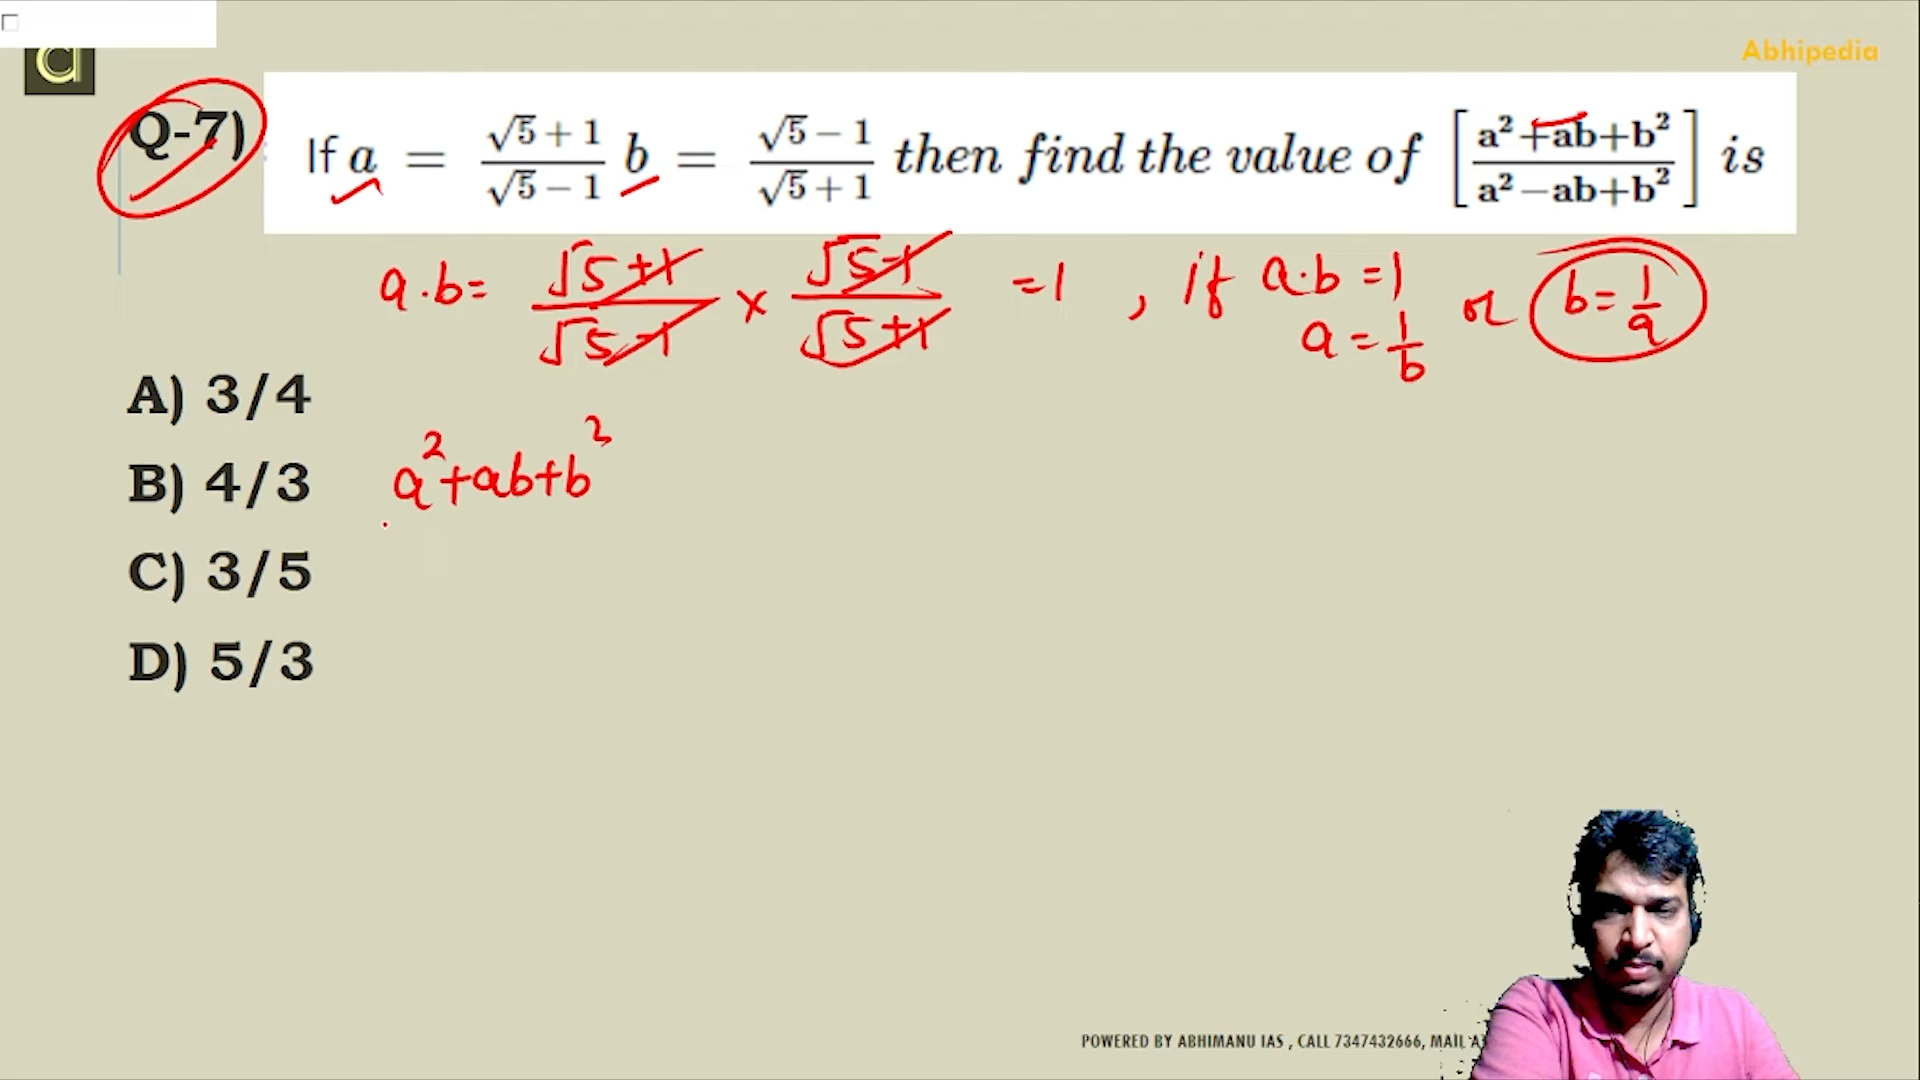 Abhipedia
a
Q-7) If a = (√5 + 1)/(√5 − 1) b = (√5 − 1)/(√5 + 1) then find the value of [(a² + ab + b²)/(a² − ab + b²)] is
a·b = (√5 + 1)/(√5 − 1) × (√5 − 1)/(√5 + 1) = 1 , if a·b = 1 or b = 1/a
a = 1/b
A) 3/4
a² + ab + b²
B) 4/3
C) 3/5
D) 5/3
POWERED BY ABHIMANU IAS , CALL 7347432666, MAIL